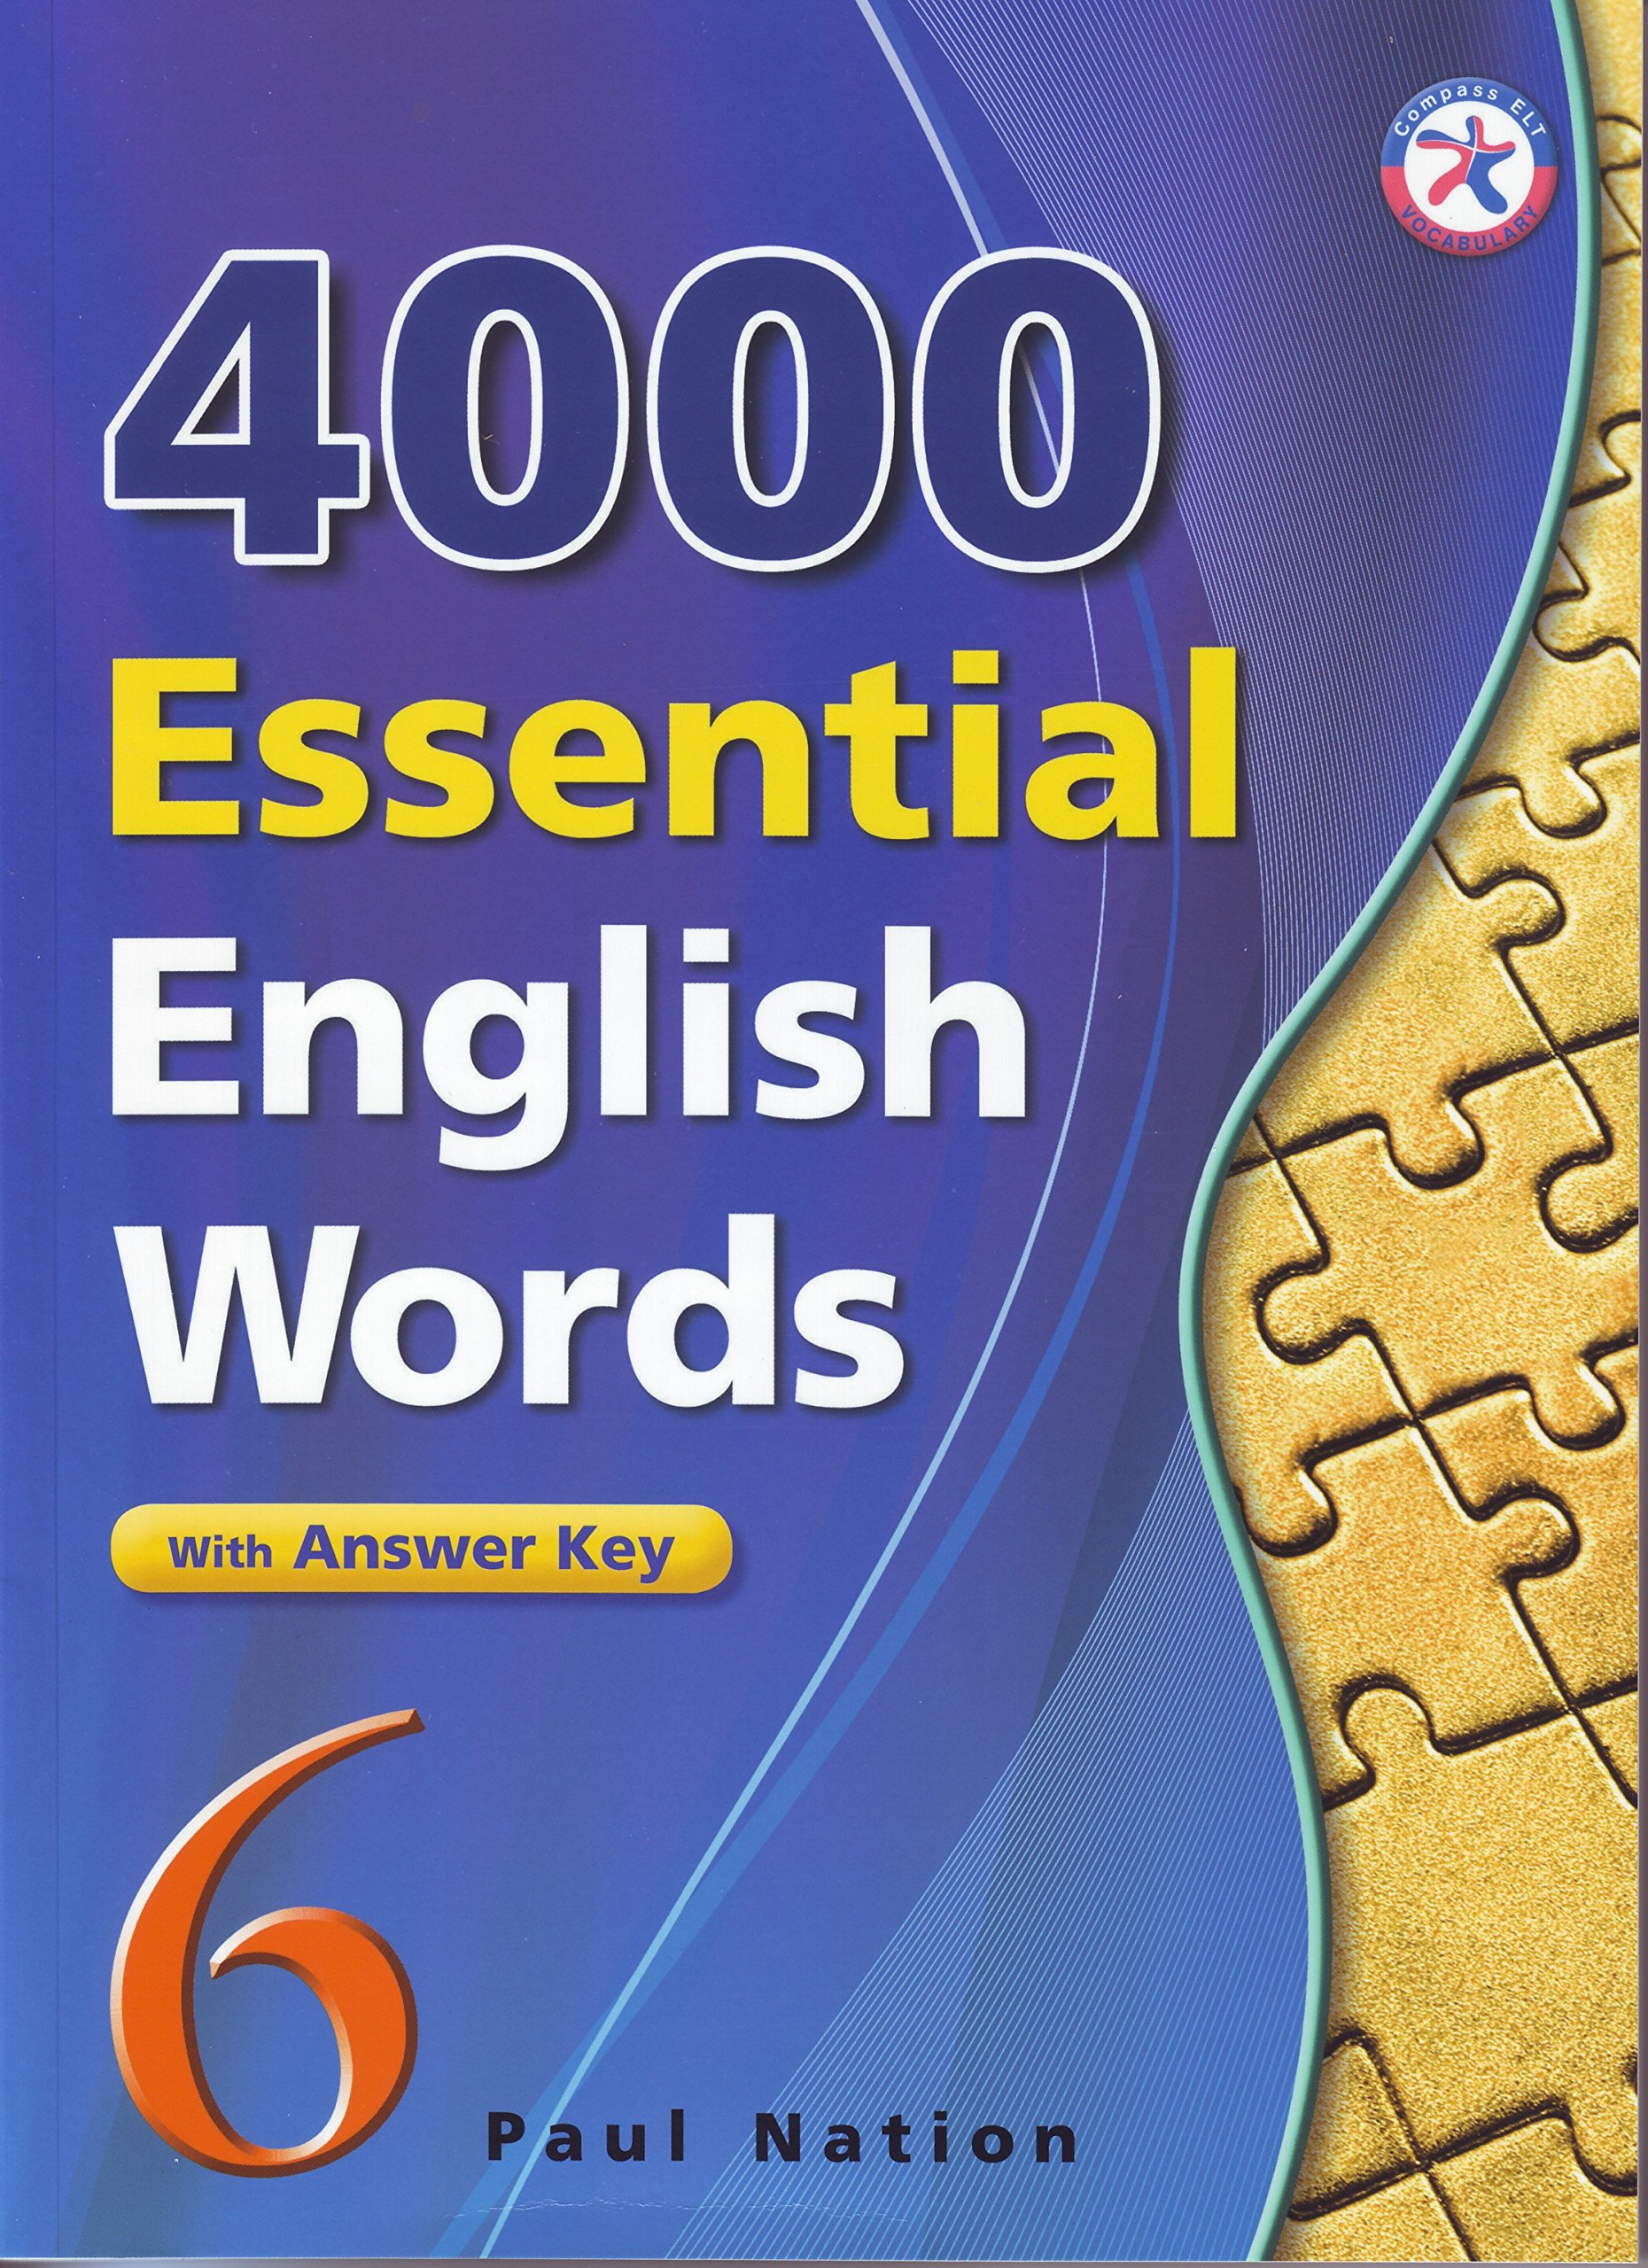 Compass ELT
VOCABULARY
4000
Essential
English
Words
With Answer Key
6
Paul Nation